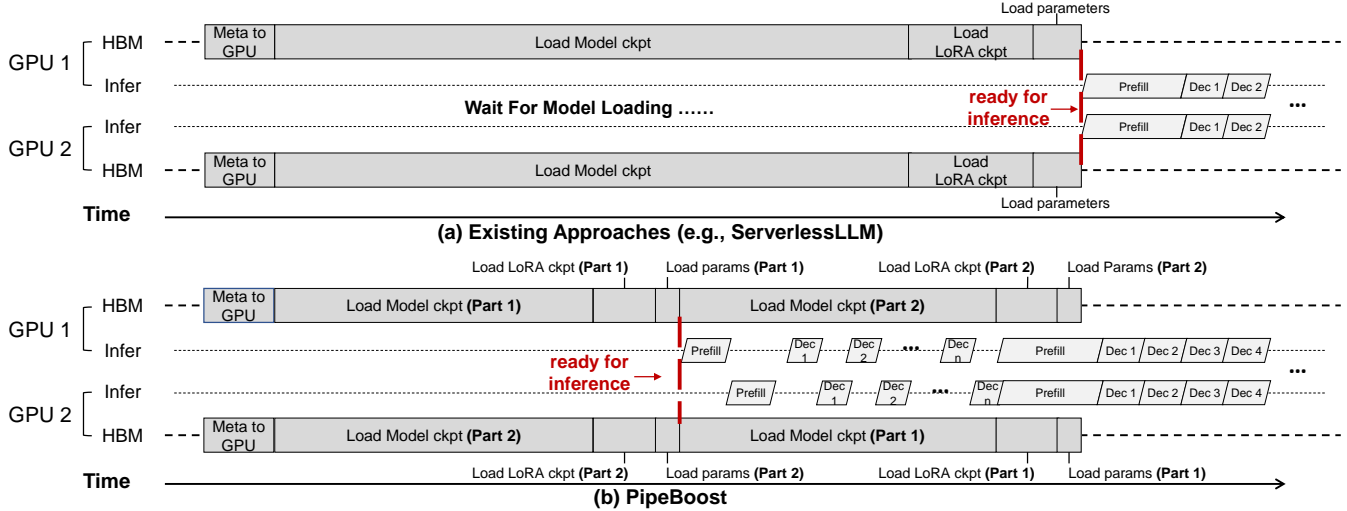 Load parameters
GPU 1
HBM
Meta to
GPU
Load Model ckpt
Load
LoRA ckpt
Infer
Prefill
Dec 1
Dec 2
Wait For Model Loading ……
ready for
inference
...
GPU 2
Infer
Prefill
Dec 1
Dec 2
HBM
Meta to
GPU
Load Model ckpt
Load
LoRA ckpt
Load parameters
Time
(a) Existing Approaches (e.g., ServerlessLLM)
Load LoRA ckpt (Part 1)
Load params (Part 1)
Load LoRA ckpt (Part 2)
Load Params (Part 2)
GPU 1
HBM
Meta to
GPU
Load Model ckpt (Part 1)
Load Model ckpt (Part 2)
Infer
Prefill
Dec
1
Dec
2
...
Dec
n
Prefill
Dec 1
Dec 2
Dec 3
Dec 4
ready for
inference
...
GPU 2
Infer
Prefill
Dec
1
Dec
2
...
Dec
n
Prefill
Dec 1
Dec 2
Dec 3
Dec 4
HBM
Meta to
GPU
Load Model ckpt (Part 2)
Load Model ckpt (Part 1)
Load LoRA ckpt (Part 2)
Load params (Part 2)
Load LoRA ckpt (Part 1)
Load params (Part 1)
Time
(b) PipeBoost